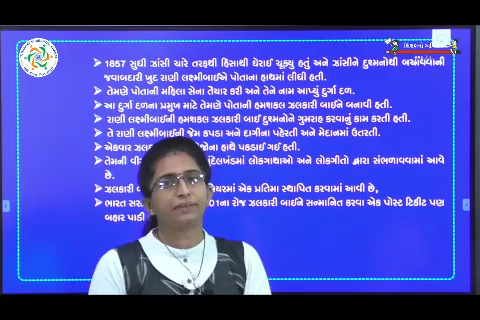 1857 સુધી ઝાંસી ચારે તરફથી હિંસાથી ઘેરાઈ ચૂક્યુ હતું અને ઝાંસીને દુશ્મનોથી બચાવવાની
જવાબદારી ખુદ રાણી લક્ષ્મીબાઈએ પોતાના હાથમાં લીધી હતી.
તેમણે પોતાની મહિલા સેના તૈયાર કરી અને તેને નામ આપ્યું દુર્ગા દળ.
આ દુર્ગા દળના પ્રમુખ માટે તેમણે પોતાની હમશકલ ઝલકારી બાઈને બનાવી હતી.
રાણી લક્ષ્મીબાઈની હમશકલ ઝલકારી બાઈ દુશ્મનોને ગુમરાહ કરવાનું કામ કરતી હતી.
તે રાણી લક્ષ્મીબાઈની જેમ કપડા અને દાગીના પહેરતી અને મેદાનમાં ઉતરતી.
એકવાર હાથે પકડાઈ ગઈ હતી.
તેમની લોકગાથાઓ અને લોકગીતો દ્વારા સંભળાવવામાં આવે
છે.
ઝલકારી એક પ્રતિમા સ્થાપિત કરવામાં આવી છે,
ભારત 01ના રોજ ઝલકારી બાઈને સન્માનિત કરવા એક પોસ્ટ ટિકીટ પણ
બહાર પાડી